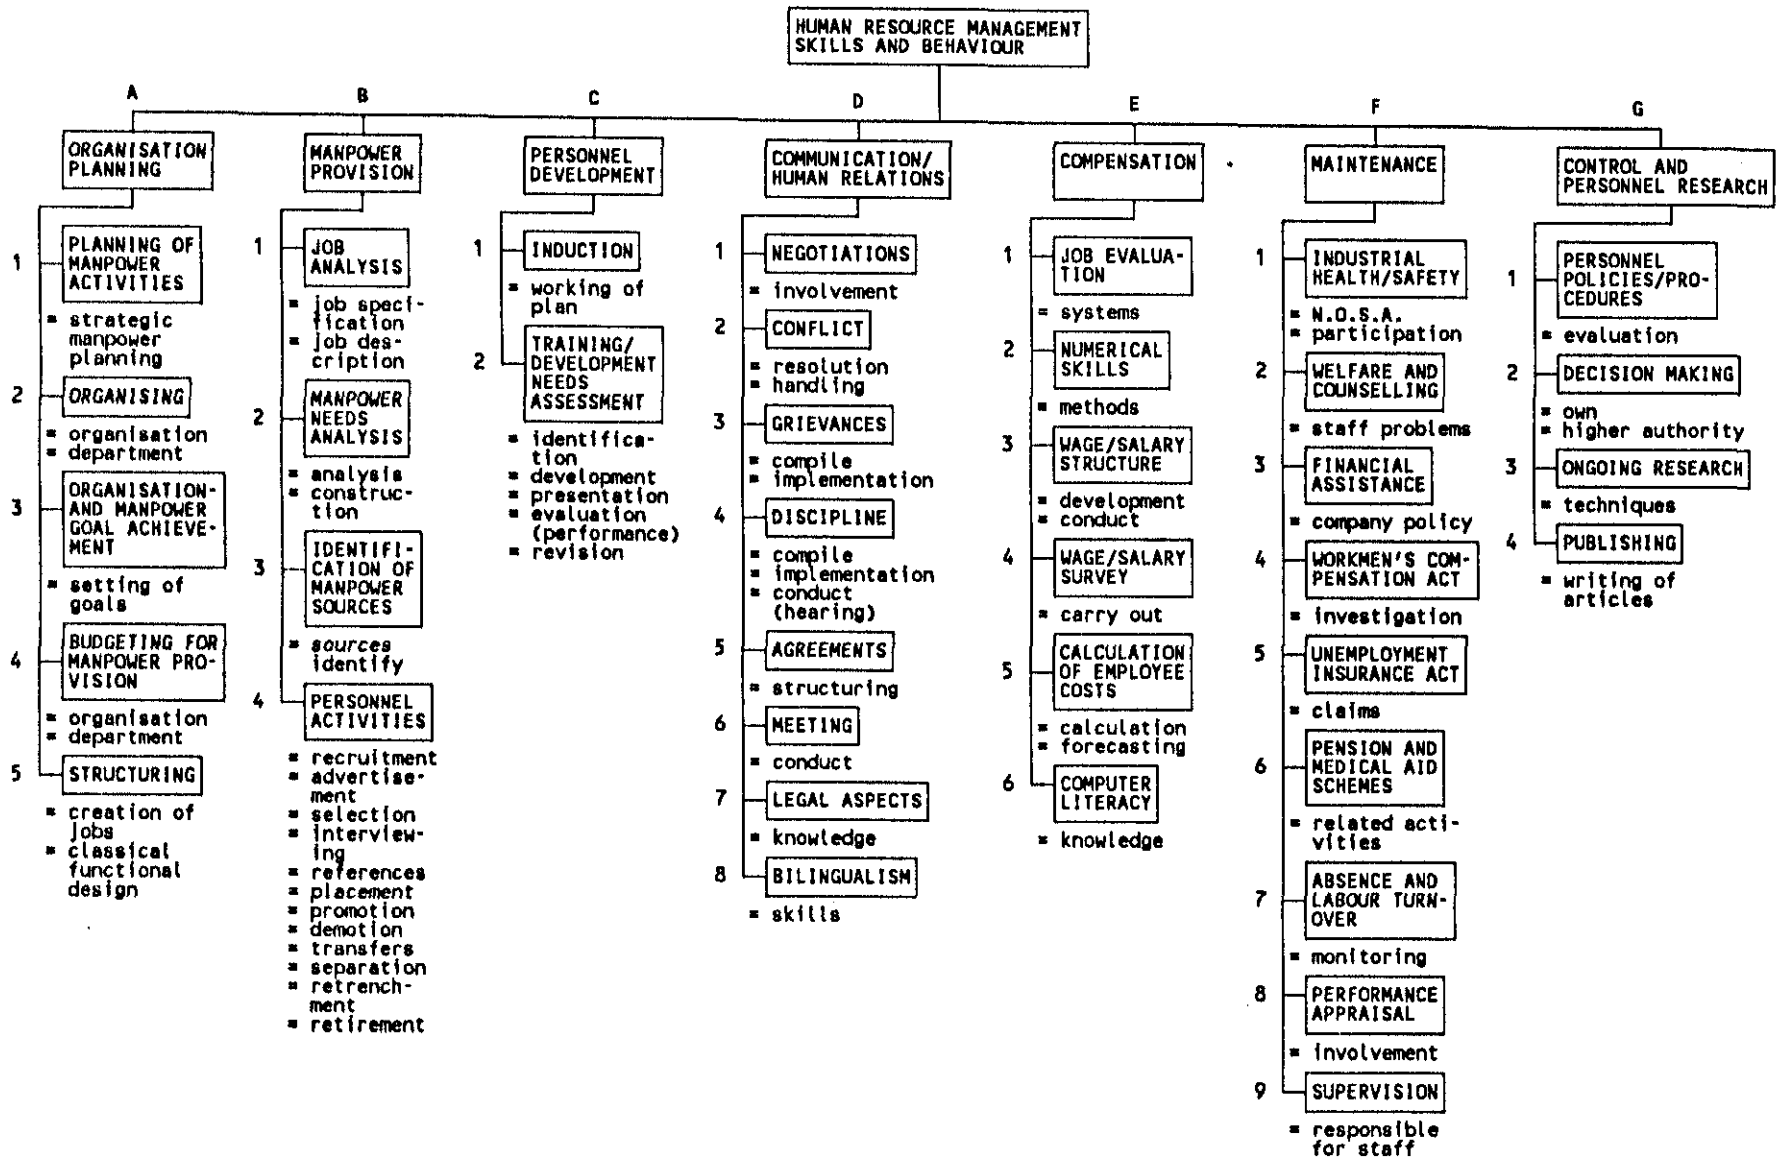 HUMAN RESOURCE MANAGEMENT
SKILLS AND BEHAVIOUR
A
ORGANISATION
PLANNING
1
PLANNING OF
MANPOWER
ACTIVITIES
* strategic
manpower
planning
2
ORGANISING
* organisation
* department
3
ORGANISATION-
AND MANPOWER
GOAL ACHIEVE-
MENT
* setting of
goals
4
BUDGETING FOR
MANPOWER PRO-
VISION
* organisation
* department
5
STRUCTURING
* creation of
jobs
* classical
functional
design
B
MANPOWER
PROVISION
1
JOB
ANALYSIS
* job speci-
fication
* job des-
cription
2
MANPOWER
NEEDS
ANALYSIS
* analysis
* construc-
tion
3
IDENTIFI-
CATION OF
MANPOWER
SOURCES
* sources
identify
4
PERSONNEL
ACTIVITIES
* recruitment
* advertise-
ment
* selection
* interview-
ing
* references
* placement
* promotion
* demotion
* transfers
* separation
* retrench-
ment
* retirement
C
PERSONNEL
DEVELOPMENT
1
INDUCTION
* working of
plan
2
TRAINING/
DEVELOPMENT
NEEDS
ASSESSMENT
* identifica-
tion
* development
* presentation
* evaluation
(performance)
* revision
D
COMMUNICATION/
HUMAN RELATIONS
1
NEGOTIATIONS
* involvement
2
CONFLICT
* resolution
* handling
3
GRIEVANCES
* compile
* implementation
4
DISCIPLINE
* compile
* implementation
* conduct
(hearing)
5
AGREEMENTS
* structuring
6
MEETING
* conduct
7
LEGAL ASPECTS
* knowledge
8
BILINGUALISM
* skills
E
COMPENSATION
1
JOB EVALUA-
TION
* systems
2
NUMERICAL
SKILLS
* methods
3
WAGE/SALARY
STRUCTURE
* development
* conduct
4
WAGE/SALARY
SURVEY
* carry out
5
CALCULATION
OF EMPLOYEE
COSTS
* calculation
* forecasting
6
COMPUTER
LITERACY
* knowledge
F
MAINTENANCE
1
INDUSTRIAL
HEALTH/SAFETY
* N.O.S.A.
* participation
2
WELFARE AND
COUNSELLING
* staff problems
3
FINANCIAL
ASSISTANCE
* company policy
4
WORKMEN'S COM-
PENSATION ACT
* investigation
5
UNEMPLOYMENT
INSURANCE ACT
* claims
6
PENSION AND
MEDICAL AID
SCHEMES
* related acti-
vities
7
ABSENCE AND
LABOUR TURN-
OVER
* monitoring
8
PERFORMANCE
APPRAISAL
* involvement
9
SUPERVISION
* responsible
for staff
G
CONTROL AND
PERSONNEL RESEARCH
1
PERSONNEL
POLICIES/PRO-
CEDURES
* evaluation
2
DECISION MAKING
* own
* higher authority
3
ONGOING RESEARCH
* techniques
4
PUBLISHING
* writing of
articles